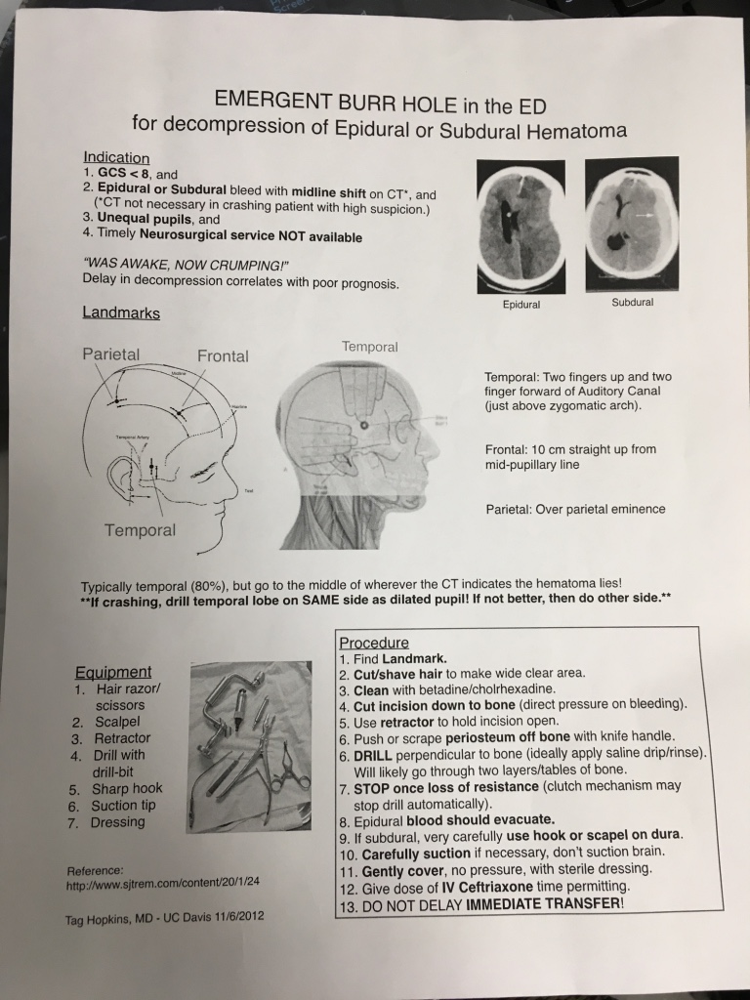 EMERGENT BURR HOLE in the ED
for decompression of Epidural or Subdural Hematoma
Indication
1. GCS < 8, and
2. Epidural or Subdural bleed with midline shift on CT*, and
(*CT not necessary in crashing patient with high suspicion.)
3. Unequal pupils, and
4. Timely Neurosurgical service NOT available
"WAS AWAKE, NOW CRUMPING!"
Delay in decompression correlates with poor prognosis.
Epidural
Subdural
Landmarks
Parietal
Frontal
Midline
Hairline
Temporal Artery
Temporal
Temporal
Temporal: Two fingers up and two
finger forward of Auditory Canal
(just above zygomatic arch).
Frontal: 10 cm straight up from
mid-pupillary line
Parietal: Over parietal eminence
Typically temporal (80%), but go to the middle of wherever the CT indicates the hematoma lies!
**If crashing, drill temporal lobe on SAME side as dilated pupil! If not better, then do other side.**
Equipment
1. Hair razor/
scissors
2. Scalpel
3. Retractor
4. Drill with
drill-bit
5. Sharp hook
6. Suction tip
7. Dressing
Procedure
1. Find Landmark.
2. Cut/shave hair to make wide clear area.
3. Clean with betadine/cholrhexadine.
4. Cut incision down to bone (direct pressure on bleeding).
5. Use retractor to hold incision open.
6. Push or scrape periosteum off bone with knife handle.
6. DRILL perpendicular to bone (ideally apply saline drip/rinse).
Will likely go through two layers/tables of bone.
7. STOP once loss of resistance (clutch mechanism may
stop drill automatically).
8. Epidural blood should evacuate.
9. If subdural, very carefully use hook or scapel on dura.
10. Carefully suction if necessary, don't suction brain.
11. Gently cover, no pressure, with sterile dressing.
12. Give dose of IV Ceftriaxone time permitting.
13. DO NOT DELAY IMMEDIATE TRANSFER!
Reference:
http://www.sjtrem.com/content/20/1/24
Tag Hopkins, MD - UC Davis 11/6/2012